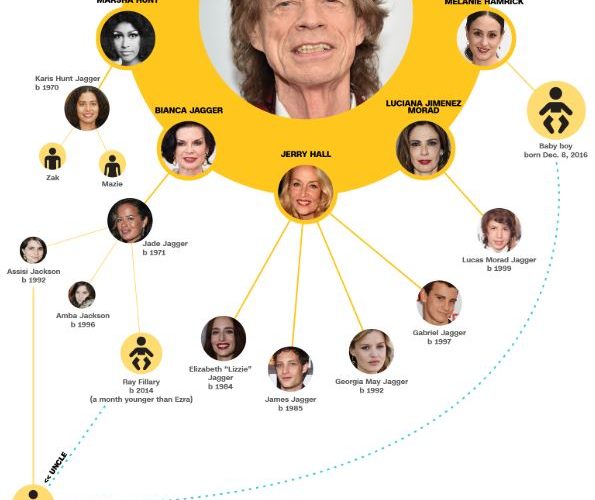 MARSHA HUNT
MELANIE HAMRICK
Karis Hunt Jagger
b 1970
BIANCA JAGGER
LUCIANA JIMENEZ
MORAD
JERRY HALL
Baby boy
born Dec. 8, 2016
Zak
Mazie
Jade Jagger
b 1971
Lucas Morad Jagger
b 1999
Assisi Jackson
b 1992
Amba Jackson
b 1996
Gabriel Jagger
b 1997
Elizabeth "Lizzie"
Jagger
b 1984
Ray Fillary
b 2014
(a month younger than Ezra)
Georgia May Jagger
b 1992
James Jagger
b 1985
<< UNCLE